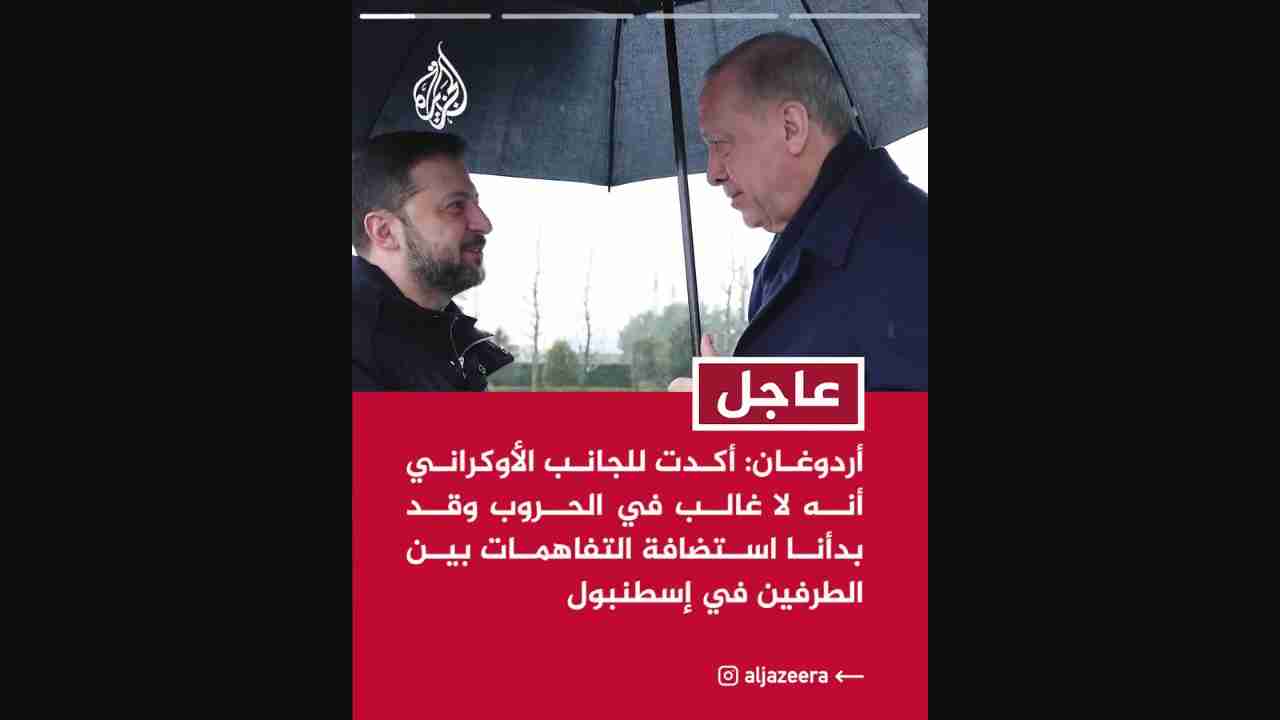 الجزيرة
عاجل
أردوغان: أكدت للجانب الأوكراني
أنه لا غالب في الحروب وقد
بدأنا استضافة التفاهمات بين
الطرفين في إسطنبول
aljazeera